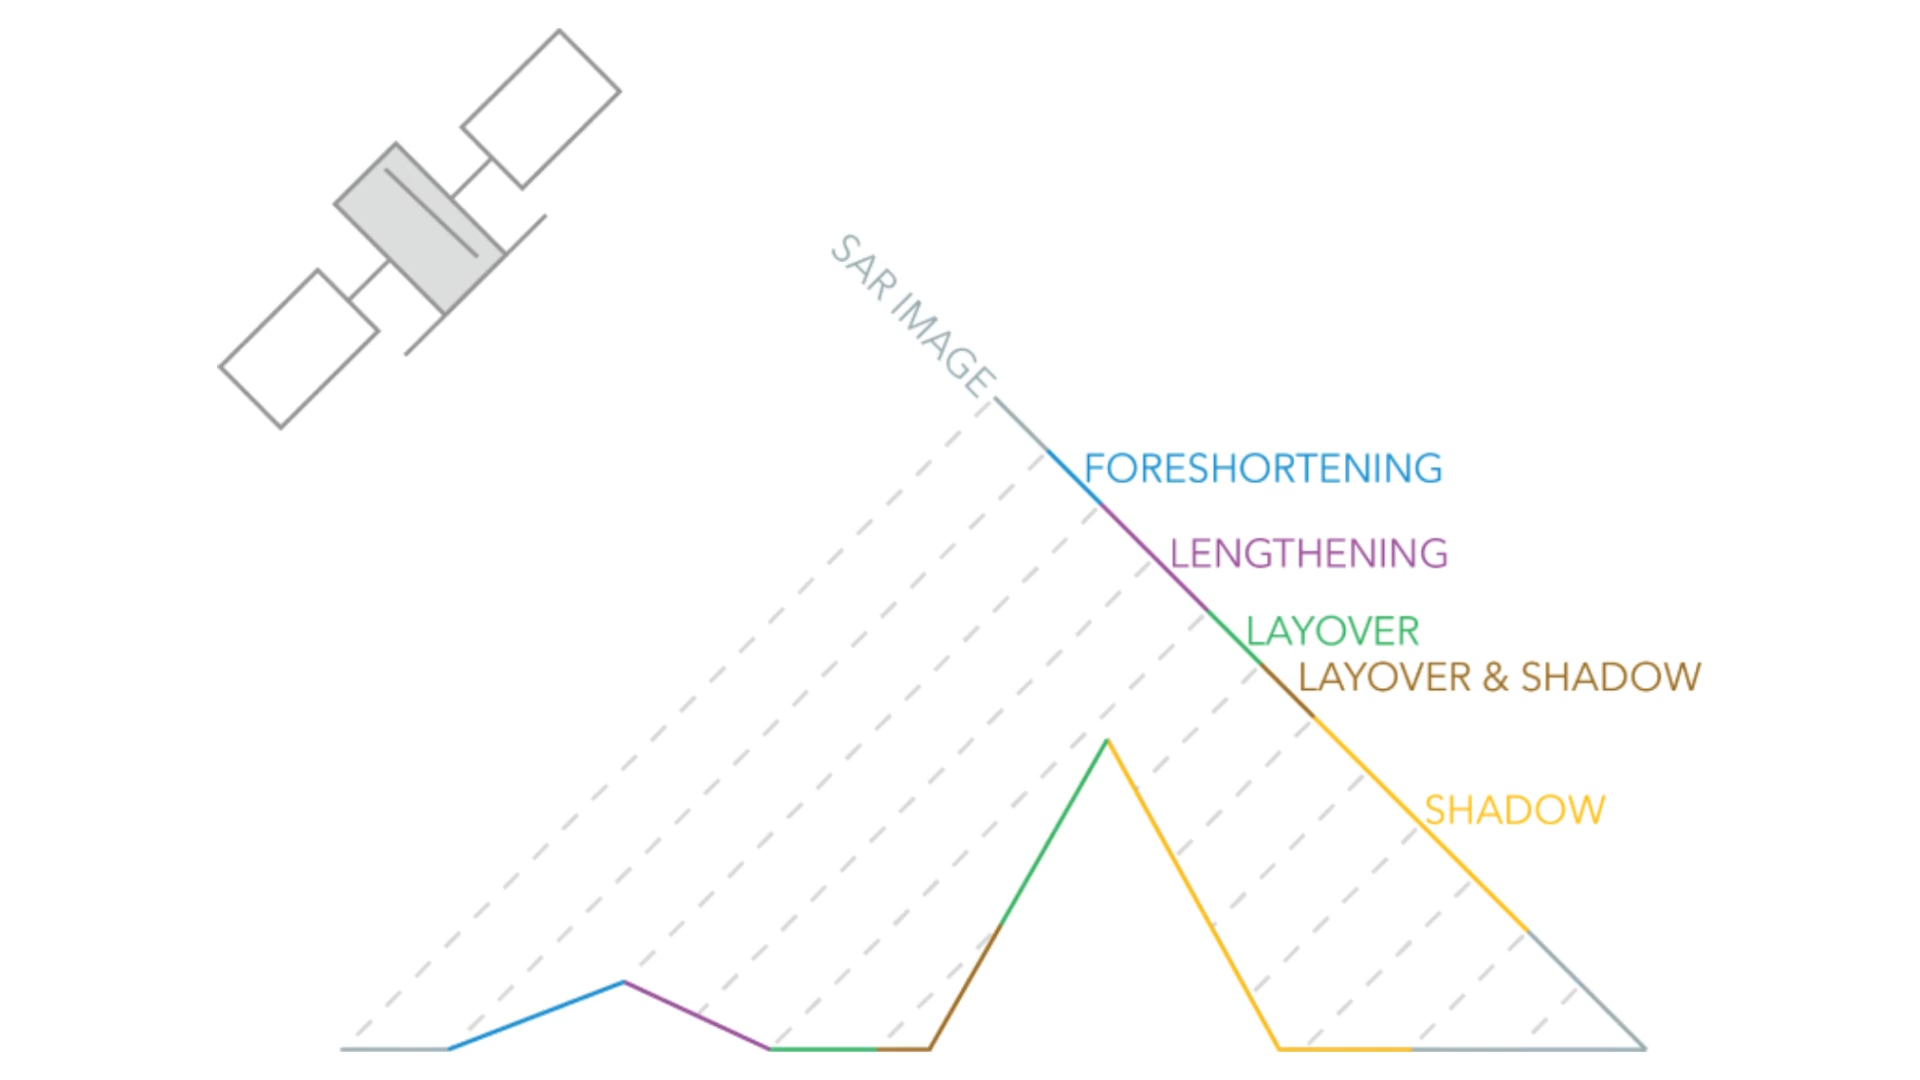 SAR IMAGE
FORESHORTENING
LENGTHENING
LAYOVER
LAYOVER & SHADOW
SHADOW